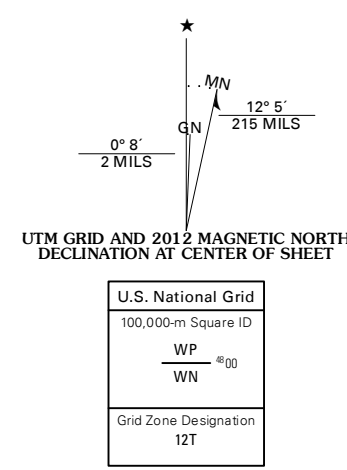 ★
MN
GN
12° 5´
215 MILS
0° 8´
2 MILS
UTM GRID AND 2012 MAGNETIC NORTH
DECLINATION AT CENTER OF SHEET
U.S. National Grid
100,000-m Square ID
WP
4800
WN
Grid Zone Designation
12T